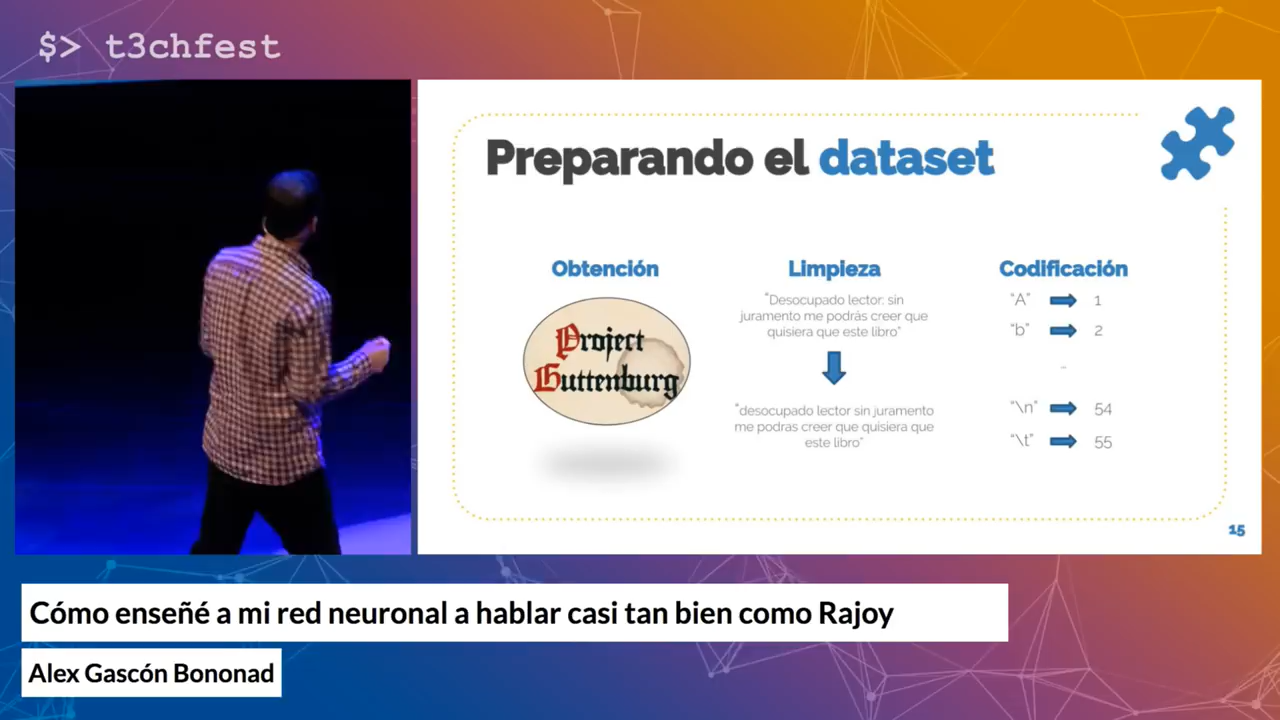 $> t3chfest
Preparando el dataset
Obtención
Project
Guttenburg
Limpieza
"Desocupado lector: sin
juramento me podrás creer que
quisiera que este libro"
"desocupado lector sin juramento
me podras creer que quisiera que
este libro"
Codificación
"A" 1
"b" 2
"\n" 54
"\t" 55
15
Cómo enseñé a mi red neuronal a hablar casi tan bien como Rajoy
Alex Gascón Bononad